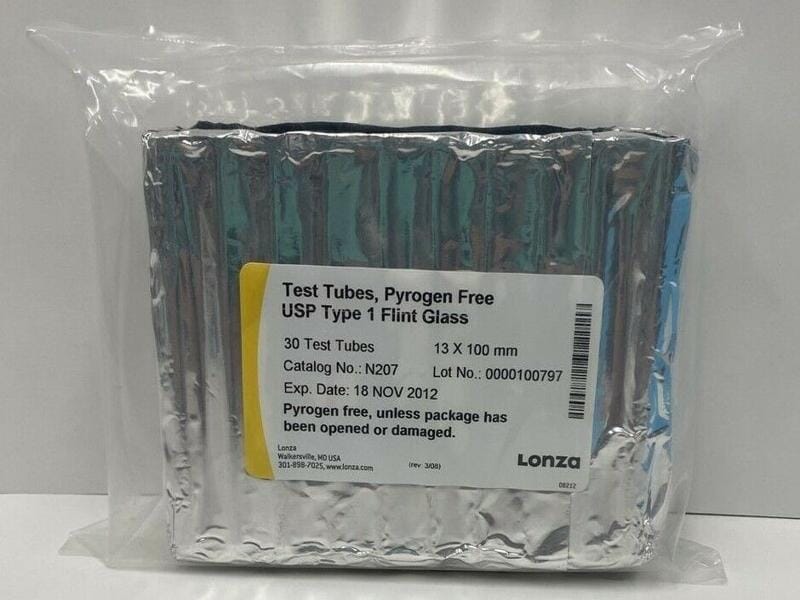 Test Tubes, Pyrogen Free
USP Type 1 Flint Glass
30 Test Tubes 13 X 100 mm
Catalog No.: N207 Lot No.: 0000100797
Exp. Date: 18 NOV 2012
Pyrogen free, unless package has
been opened or damaged.
Lonza
Walkersville, MD USA
301-898-7025, www.lonza.com
(rev 3/08)
Lonza
08212